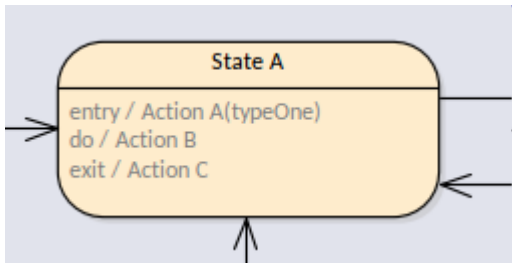 State A
entry / Action A(typeOne)
do / Action B
exit / Action C